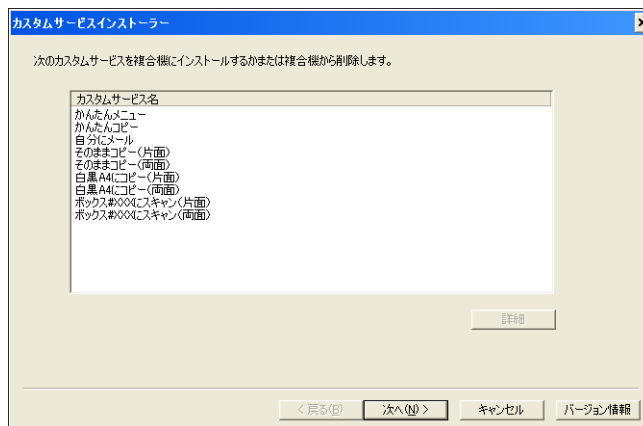 カスタムサービスインストーラー
次のカスタムサービスを複合機にインストールするかまたは複合機から削除します。
カスタムサービス名
かんたんメニュー
かんたんコピー
自分にメール
そのままコピー(片面)
そのままコピー(両面)
白黒A4にコピー(片面)
白黒A4にコピー(両面)
ボックス#XXXにスキャン(片面)
ボックス#XXXにスキャン(両面)
詳細
< 戻る(B)
次へ(N) >
キャンセル
バージョン情報